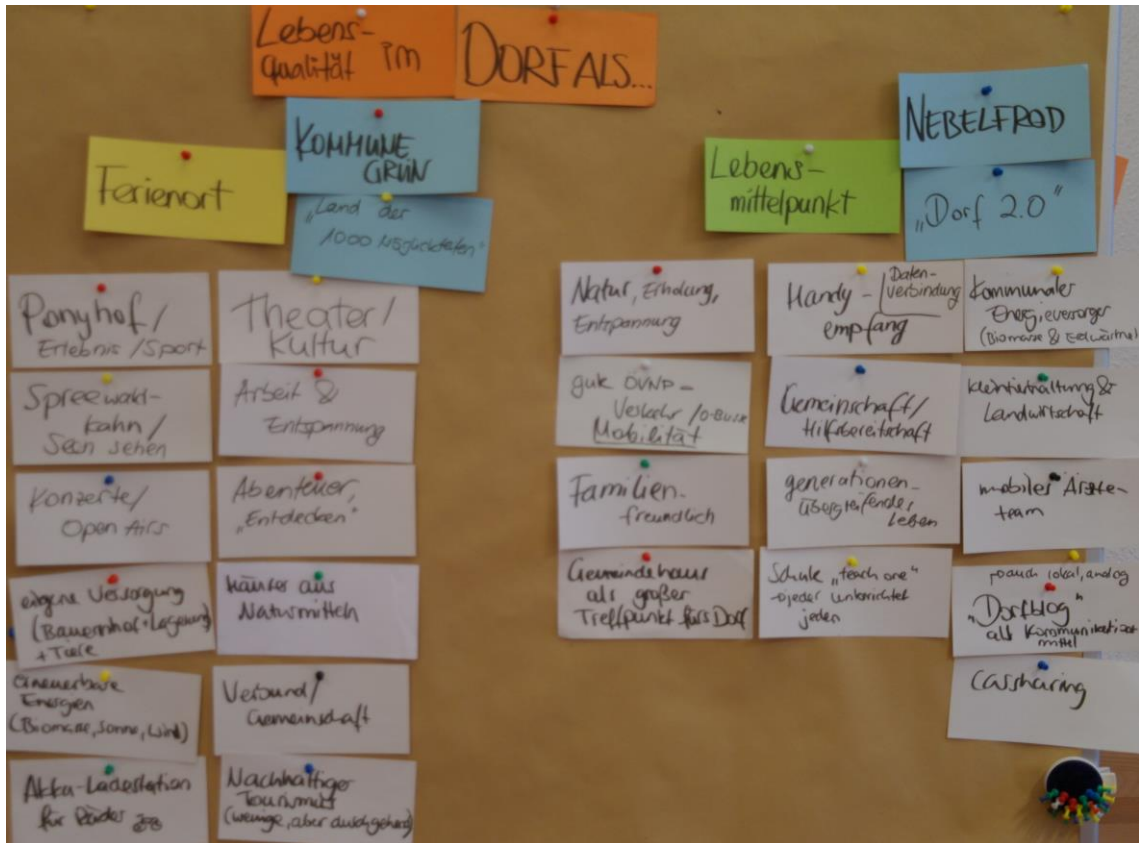 Lebens-
Qualität im
DORF ALS...
Ferienort
KOMMUNE
GRÜN
"Land der
1000 Möglichkeiten"
Ponyhof /
Erlebnis / Sport
Theater /
Kultur
Spreewald-
kahn /
Seen sehen
Arbeit &
Entspannung
Konzerte /
Open Airs
Abenteuer,
"Entdecken"
eigene Versorgung
(Bauernhof + Lagerung)
+ Tiere
Häuser aus
Naturmitteln
erneuerbare
Energien
(Biomasse, Sonne, Wind)
Verbund /
Gemeinschaft
Akku-Ladestation
für Räder
Nachhaltiger
Tourismus
(wenige, aber durchgehend)
Lebens-
mittelpunkt
NEBELFROD
"Dorf 2.0"
Natur, Erholung,
Entspannung
Handy-
empfang
Daten-
verbindung
Kommunaler
Energieversorger
(Biomasse & Erdwärme)
gute ÖVNP-
Verkehr / O-Busse
Mobilität
Gemeinschaft /
Hilfsbereitschaft
Kleintierhaltung &
Landwirtschaft
Familien-
freundlich
generationen-
übergreifendes
Leben
mobiles Ärzte-
team
Gemeindehaus
als großer
Treffpunkt fürs Dorf
Schule "teach one"
→ jeder unterrichtet
jeden
→ auch lokal, analog
"Dorfblog"
als Kommunikations
mittel
Carsharing